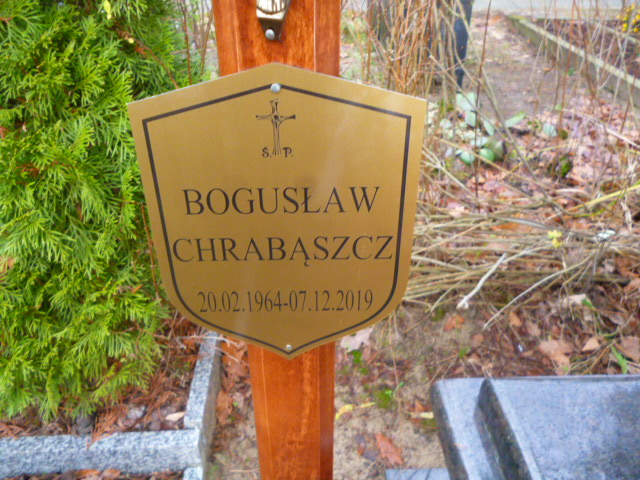 Ś.P.
BOGUSŁAW
CHRABĄSZCZ
20.02.1964-07.12.2019